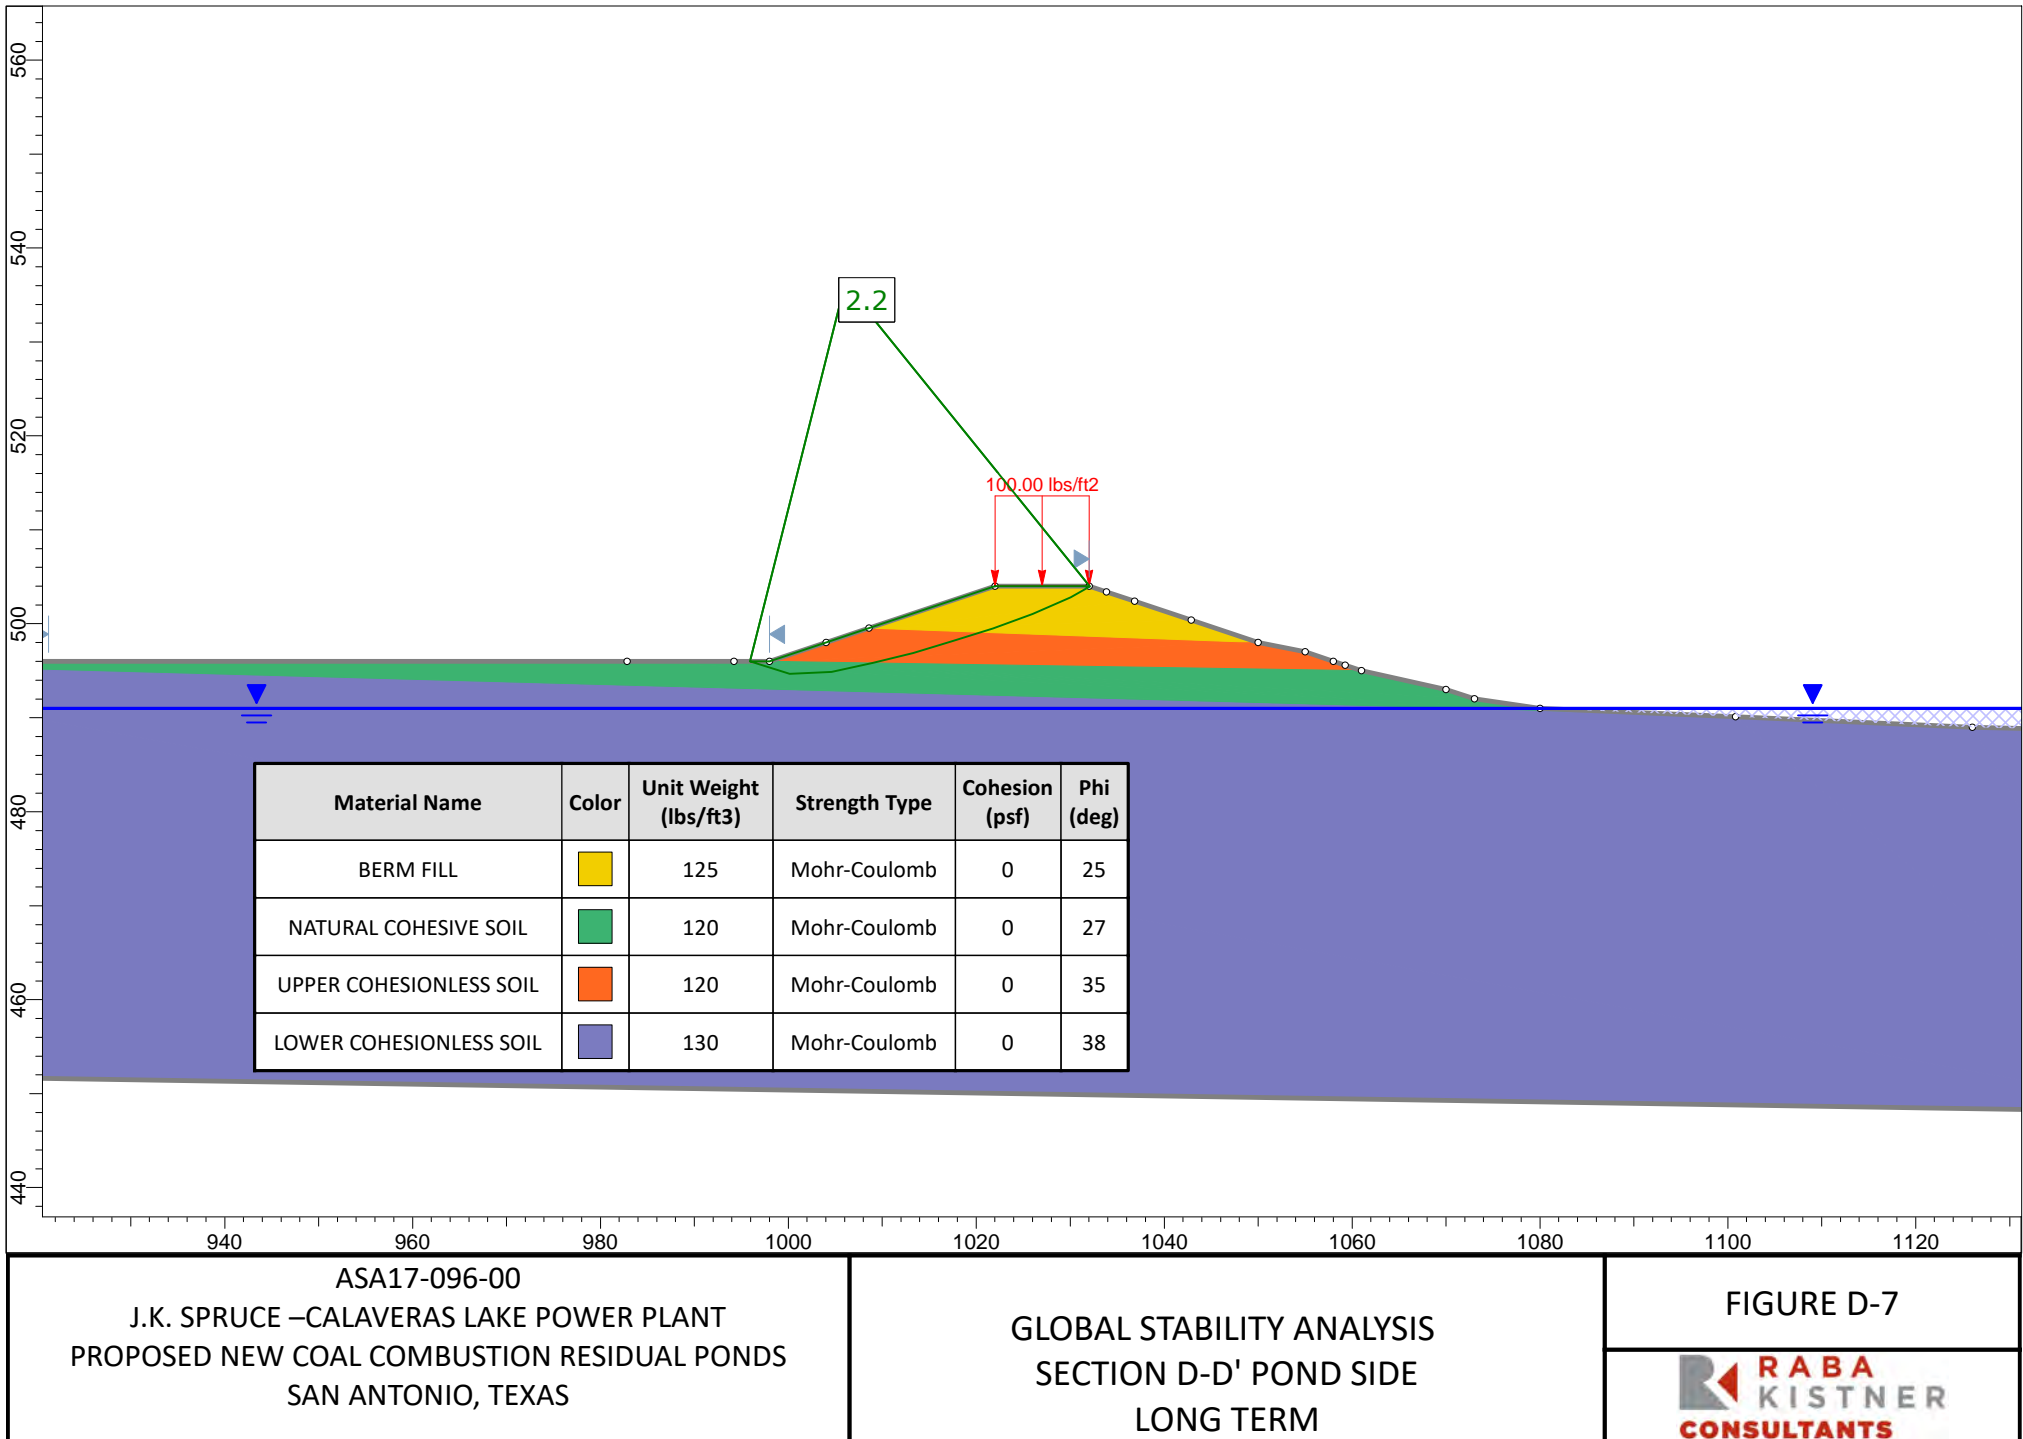 560
540
520
500
480
460
440
2.2
100.00 lbs/ft2
Material Name Color Unit Weight (lbs/ft3) Strength Type Cohesion (psf) Phi (deg)
BERM FILL 125 Mohr-Coulomb 0 25
NATURAL COHESIVE SOIL 120 Mohr-Coulomb 0 27
UPPER COHESIONLESS SOIL 120 Mohr-Coulomb 0 35
LOWER COHESIONLESS SOIL 130 Mohr-Coulomb 0 38
940 960 980 1000 1020 1040 1060 1080 1100 1120
ASA17-096-00
J.K. SPRUCE –CALAVERAS LAKE POWER PLANT
PROPOSED NEW COAL COMBUSTION RESIDUAL PONDS
SAN ANTONIO, TEXAS
GLOBAL STABILITY ANALYSIS
SECTION D-D' POND SIDE
LONG TERM
FIGURE D-7
RABA
KISTNER
CONSULTANTS